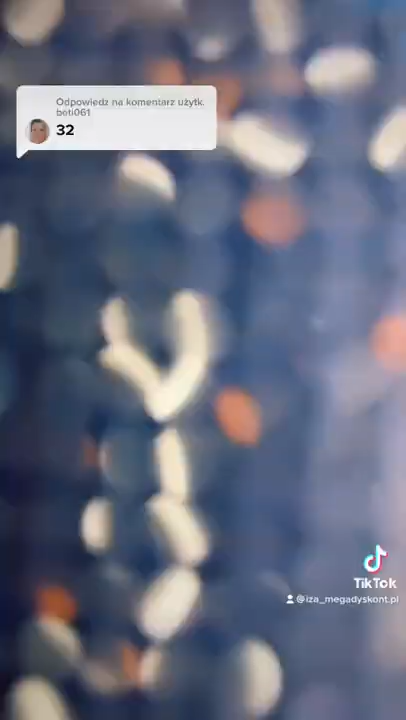 Odpowiedz na komentarz użytk.
beti061
32
TikTok
@iza_megadyskont.pl